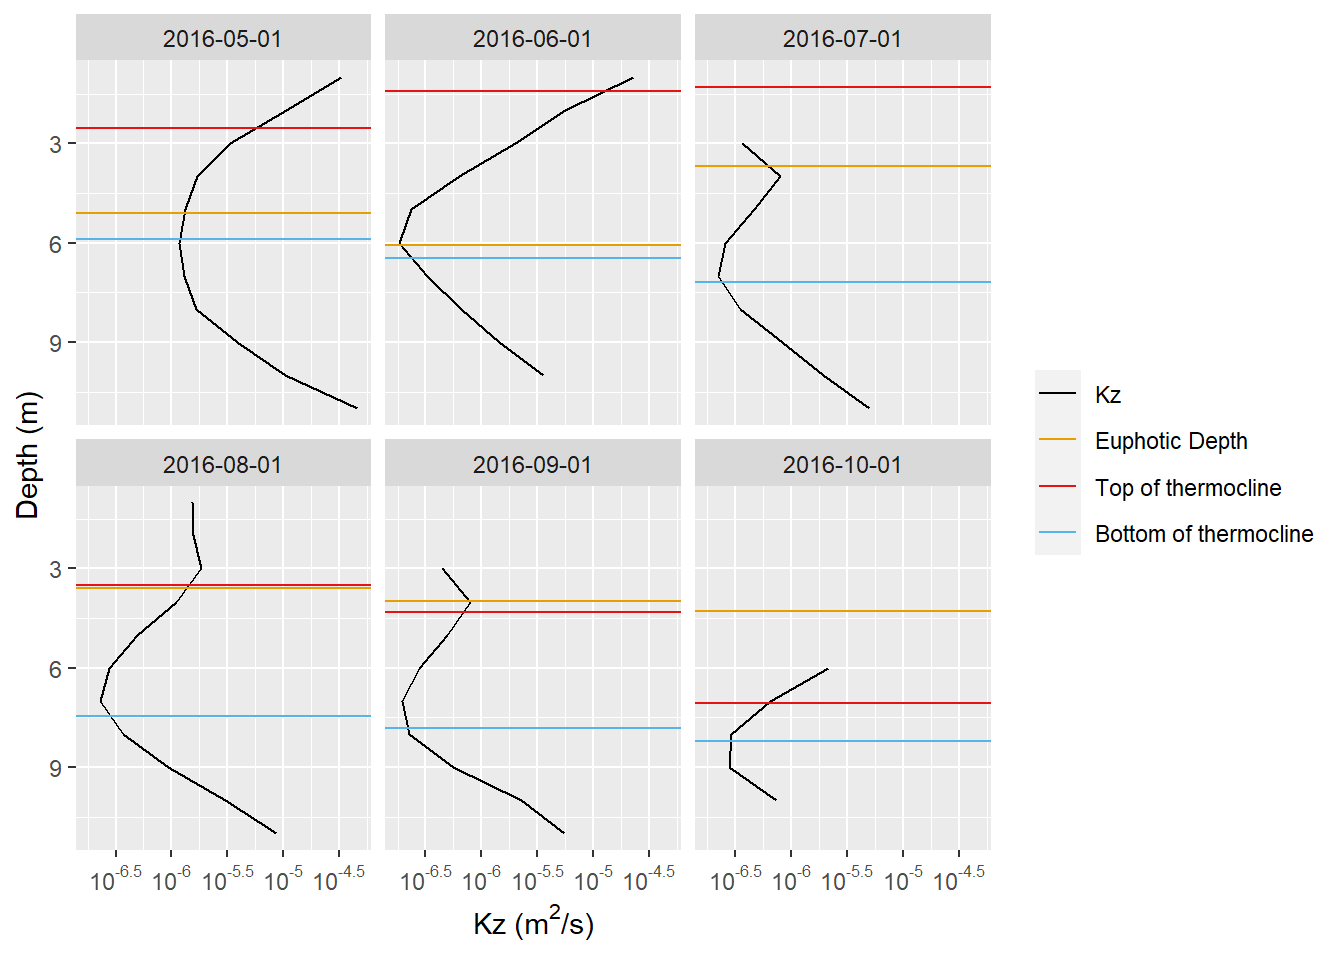 2016-05-01 2016-06-01 2016-07-01
3
6
9
Depth (m)
Kz
Euphotic Depth
Top of thermocline
Bottom of thermocline
2016-08-01 2016-09-01 2016-10-01
3
6
9
10^-6.5 10^-6 10^-5.5 10^-5 10^-4.5 10^-6.5 10^-6 10^-5.5 10^-5 10^-4.5 10^-6.5 10^-6 10^-5.5 10^-5 10^-4.5
Kz (m²/s)